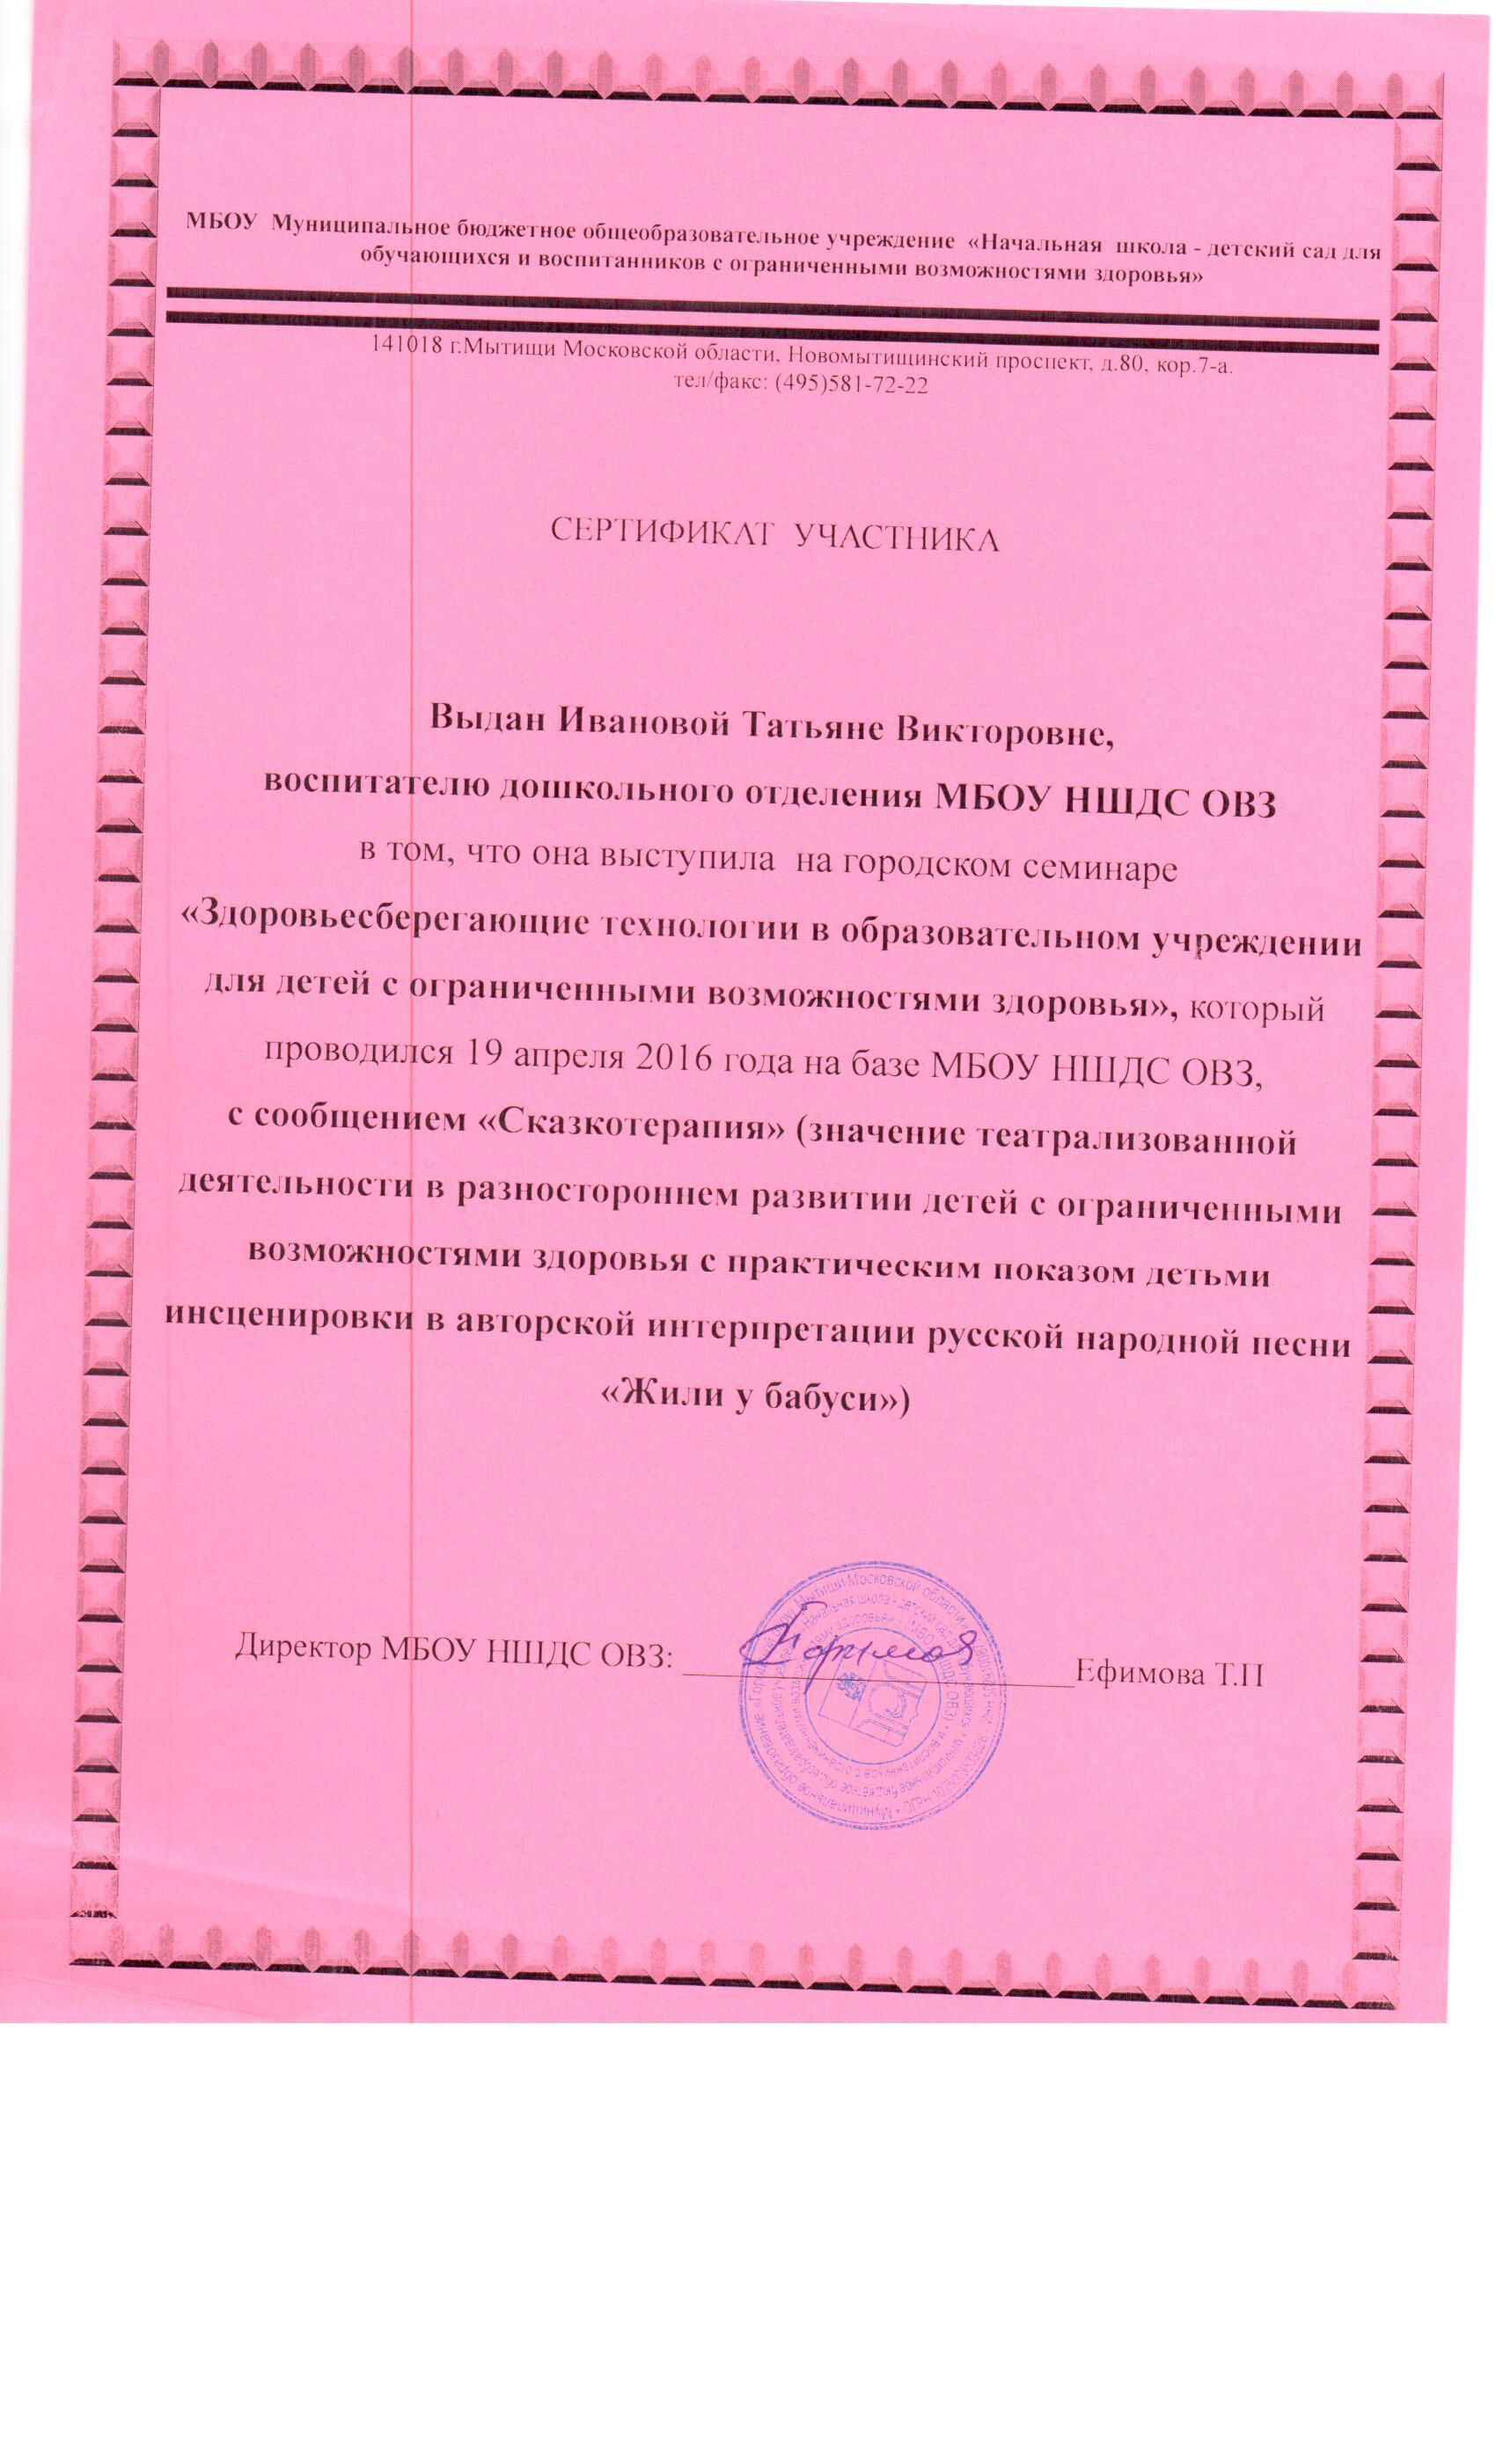 МБОУ  Муниципальное бюджетное общеобразовательное учреждение  «Начальная  школа - детский сад для
обучающихся и воспитанников с ограниченными возможностями здоровья»
141018 г.Мытищи Московской области, Новомытищинский проспект, д.80, кор.7-а.
тел/факс: (495)581-72-22
СЕРТИФИКАТ  УЧАСТНИКА
Выдан Ивановой Татьяне Викторовне,
воспитателю дошкольного отделения МБОУ НШДС ОВЗ
в том, что она выступила  на городском семинаре
«Здоровьесберегающие технологии в образовательном учреждении
для детей с ограниченными возможностями здоровья», который
проводился 19 апреля 2016 года на базе МБОУ НШДС ОВЗ,
с сообщением «Сказкотерапия» (значение театрализованной
деятельности в разностороннем развитии детей с ограниченными
возможностями здоровья с практическим показом детьми
инсценировки в авторской интерпретации русской народной песни
«Жили у бабуси»)
Директор МБОУ НШДС ОВЗ: Ефимова Т.П